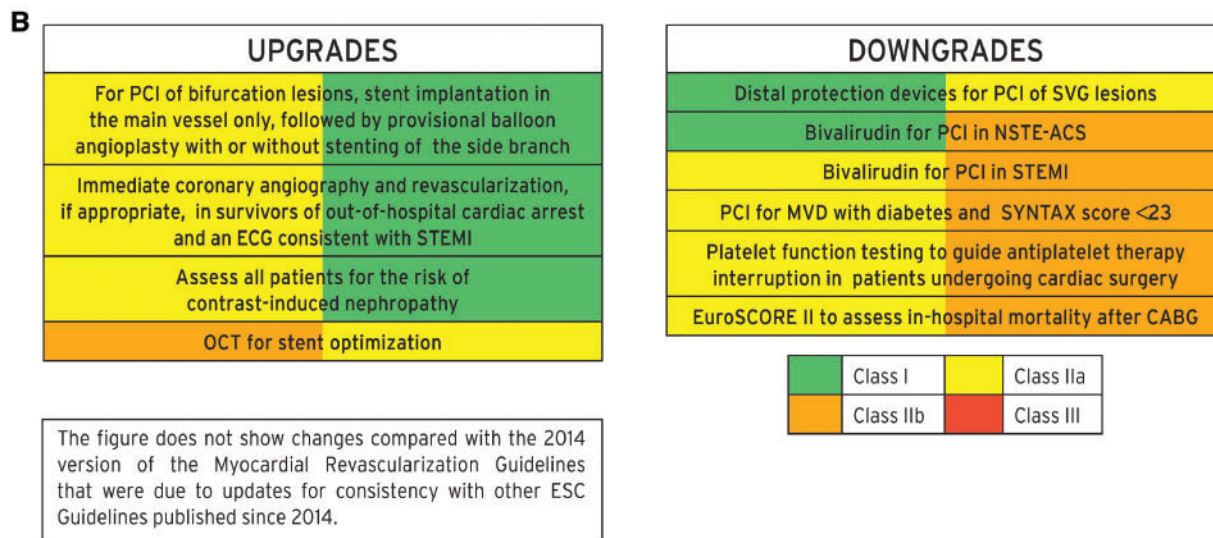 B
UPGRADES
For PCI of bifurcation lesions, stent implantation in
the main vessel only, followed by provisional balloon
angioplasty with or without stenting of the side branch
Immediate coronary angiography and revascularization,
if appropriate, in survivors of out-of-hospital cardiac arrest
and an ECG consistent with STEMI
Assess all patients for the risk of
contrast-induced nephropathy
OCT for stent optimization
The figure does not show changes compared with the 2014
version of the Myocardial Revascularization Guidelines
that were due to updates for consistency with other ESC
Guidelines published since 2014.
DOWNGRADES
Distal protection devices for PCI of SVG lesions
Bivalirudin for PCI in NSTE-ACS
Bivalirudin for PCI in STEMI
PCI for MVD with diabetes and SYNTAX score <23
Platelet function testing to guide antiplatelet therapy
interruption in patients undergoing cardiac surgery
EuroSCORE II to assess in-hospital mortality after CABG
Class I
Class IIa
Class IIb
Class III